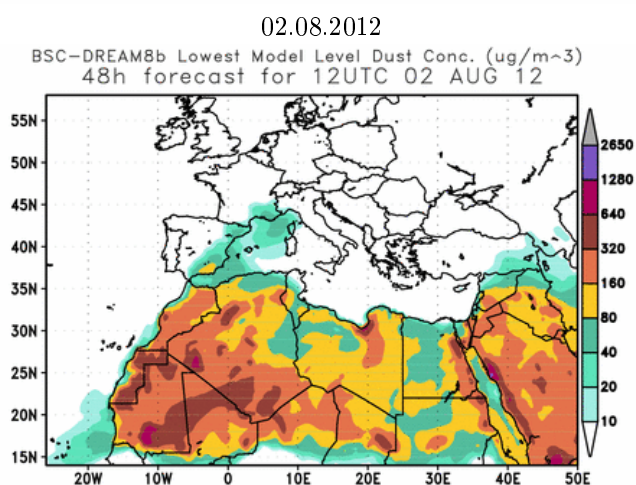 02.08.2012
BSC-DREAM8b Lowest Model Level Dust Conc. (ug/m^3)
48h forecast for 12UTC 02 AUG 12
55N
50N
45N
40N
35N
30N
25N
20N
15N
20W
10W
0
10E
20E
30E
40E
50E
2650
1280
640
320
160
80
40
20
10